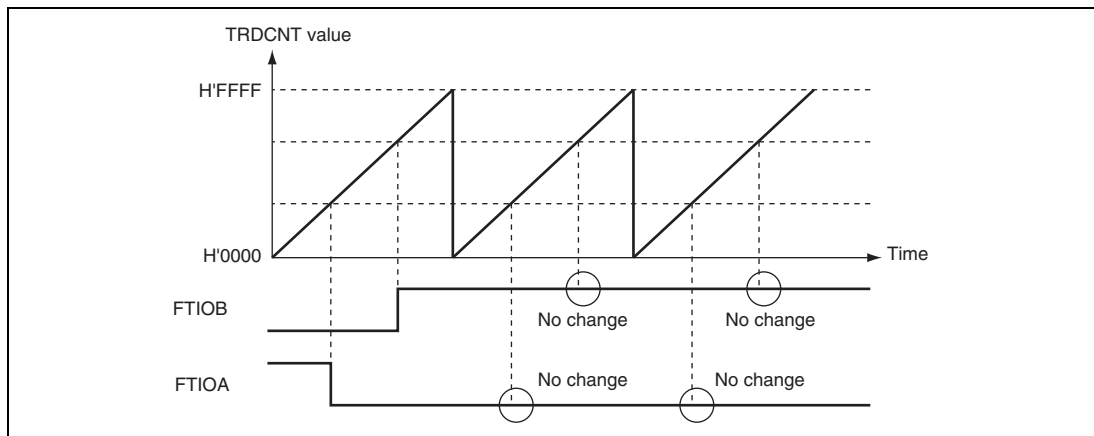 TRDCNT value
H'FFFF
H'0000
Time
FTIOB
No change
No change
FTIOA
No change
No change